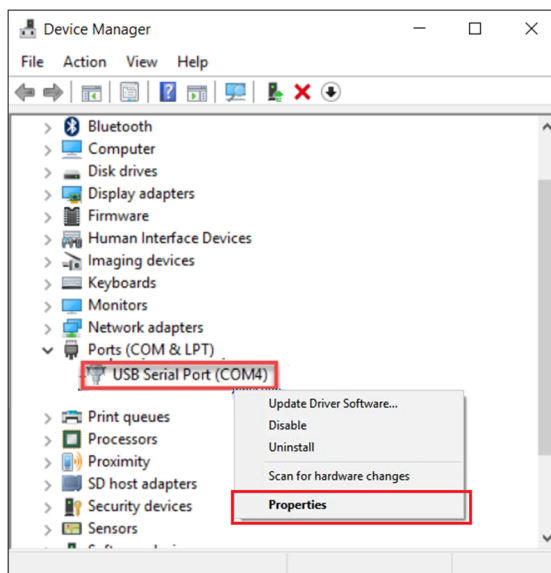 Device Manager
File Action View Help
Bluetooth
Computer
Disk drives
Display adapters
Firmware
Human Interface Devices
Imaging devices
Keyboards
Monitors
Network adapters
Ports (COM & LPT)
USB Serial Port (COM4)
Update Driver Software...
Disable
Uninstall
Scan for hardware changes
Properties
Print queues
Processors
Proximity
SD host adapters
Security devices
Sensors